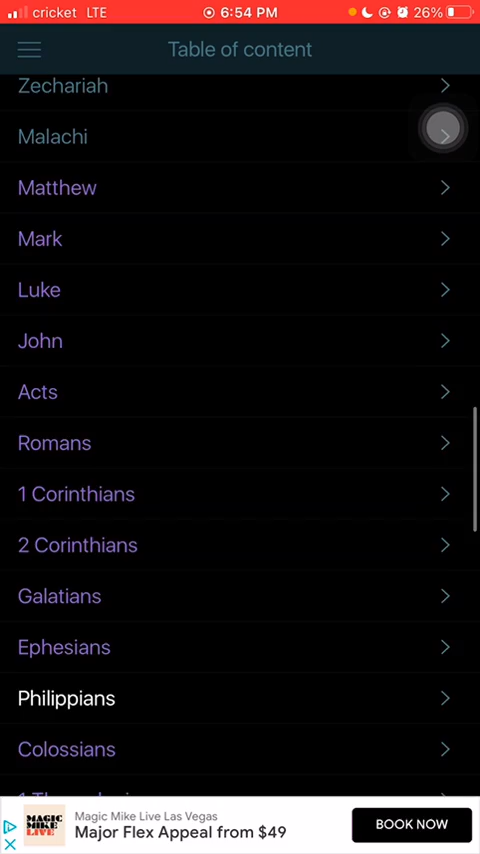 cricket LTE 6:54 PM 26%
Table of content
Zechariah
Malachi
Matthew
Mark
Luke
John
Acts
Romans
1 Corinthians
2 Corinthians
Galatians
Ephesians
Philippians
Colossians
MAGIC
MIKE
LIVE
Magic Mike Live Las Vegas
Major Flex Appeal from $49
BOOK NOW